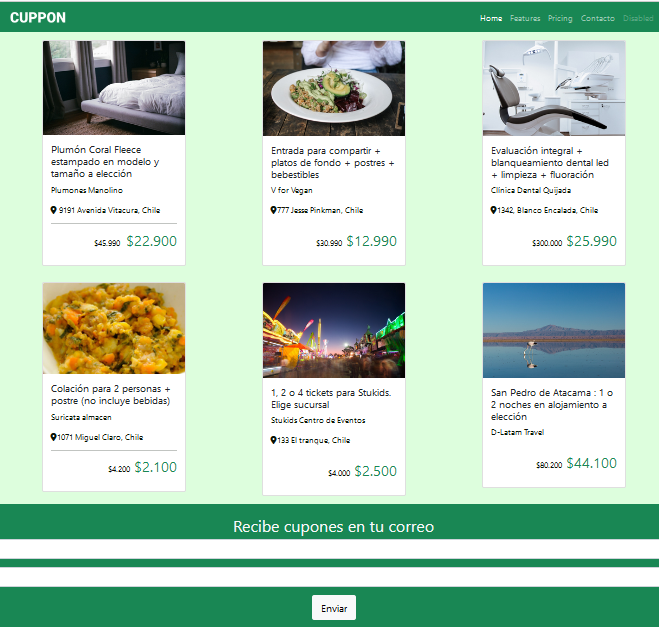 CUPPON
Home Features Pricing Contacto Disabled
Plumón Coral Fleece
estampado en modelo y
tamaño a elección
Plumones Manolino
9191 Avenida Vitacura, Chile
$45.990 $22.900
Entrada para compartir +
platos de fondo + postres +
bebestibles
V for Vegan
777 Jesse Pinkman, Chile
$30.990 $12.990
Evaluación integral +
blanqueamiento dental led
+ limpieza + fluoración
Clínica Dental Quijada
1342, Blanco Encalada, Chile
$300.000 $25.990
Colación para 2 personas +
postre (no incluye bebidas)
Suricata almacen
1071 Miguel Claro, Chile
$4.200 $2.100
1, 2 o 4 tickets para Stukids.
Elige sucursal
Stukids Centro de Eventos
133 El tranque, Chile
$4.000 $2.500
San Pedro de Atacama : 1 o
2 noches en alojamiento a
elección
D-Latam Travel
$80.200 $44.100
Recibe cupones en tu correo
Enviar